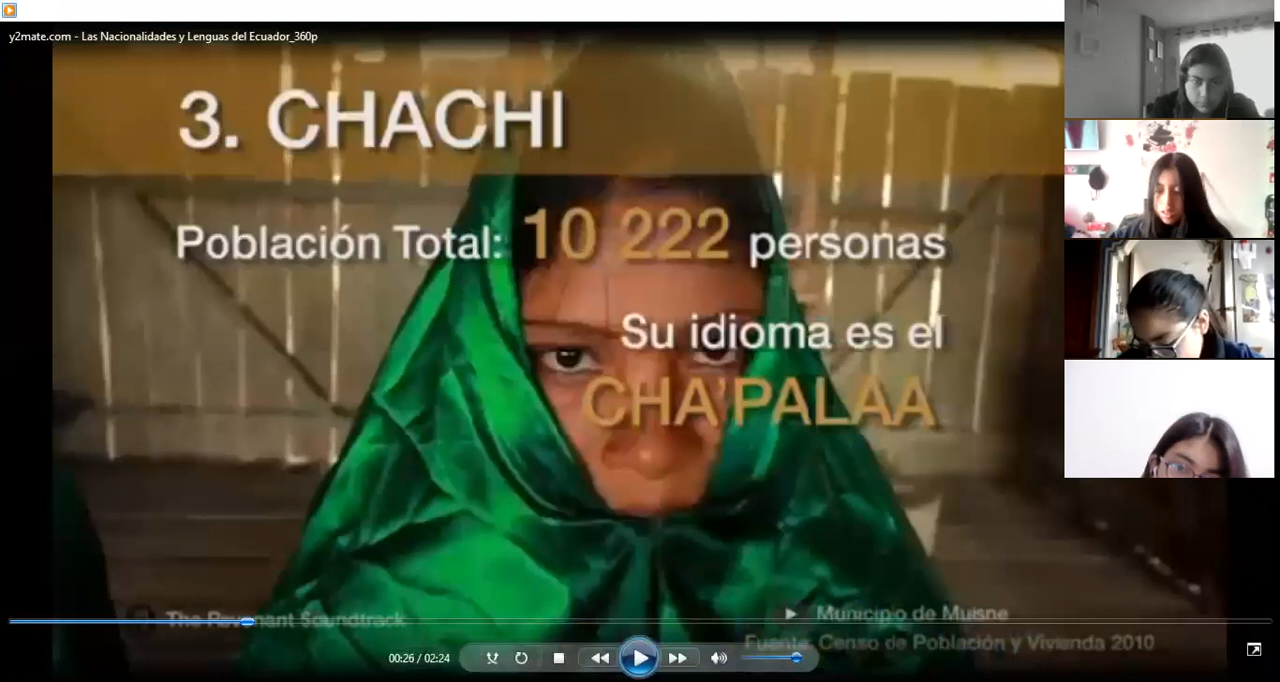 y2mate.com - Las Nacionalidades y Lenguas del Ecuador_360p
3. CHACHI
Población Total: 10 222 personas
Su idioma es el
CHA'PALAA
The Revenant Soundtrack
Municipio de Muisne
Fuente: Censo de Población y Vivienda 2010
00:26 / 02:24